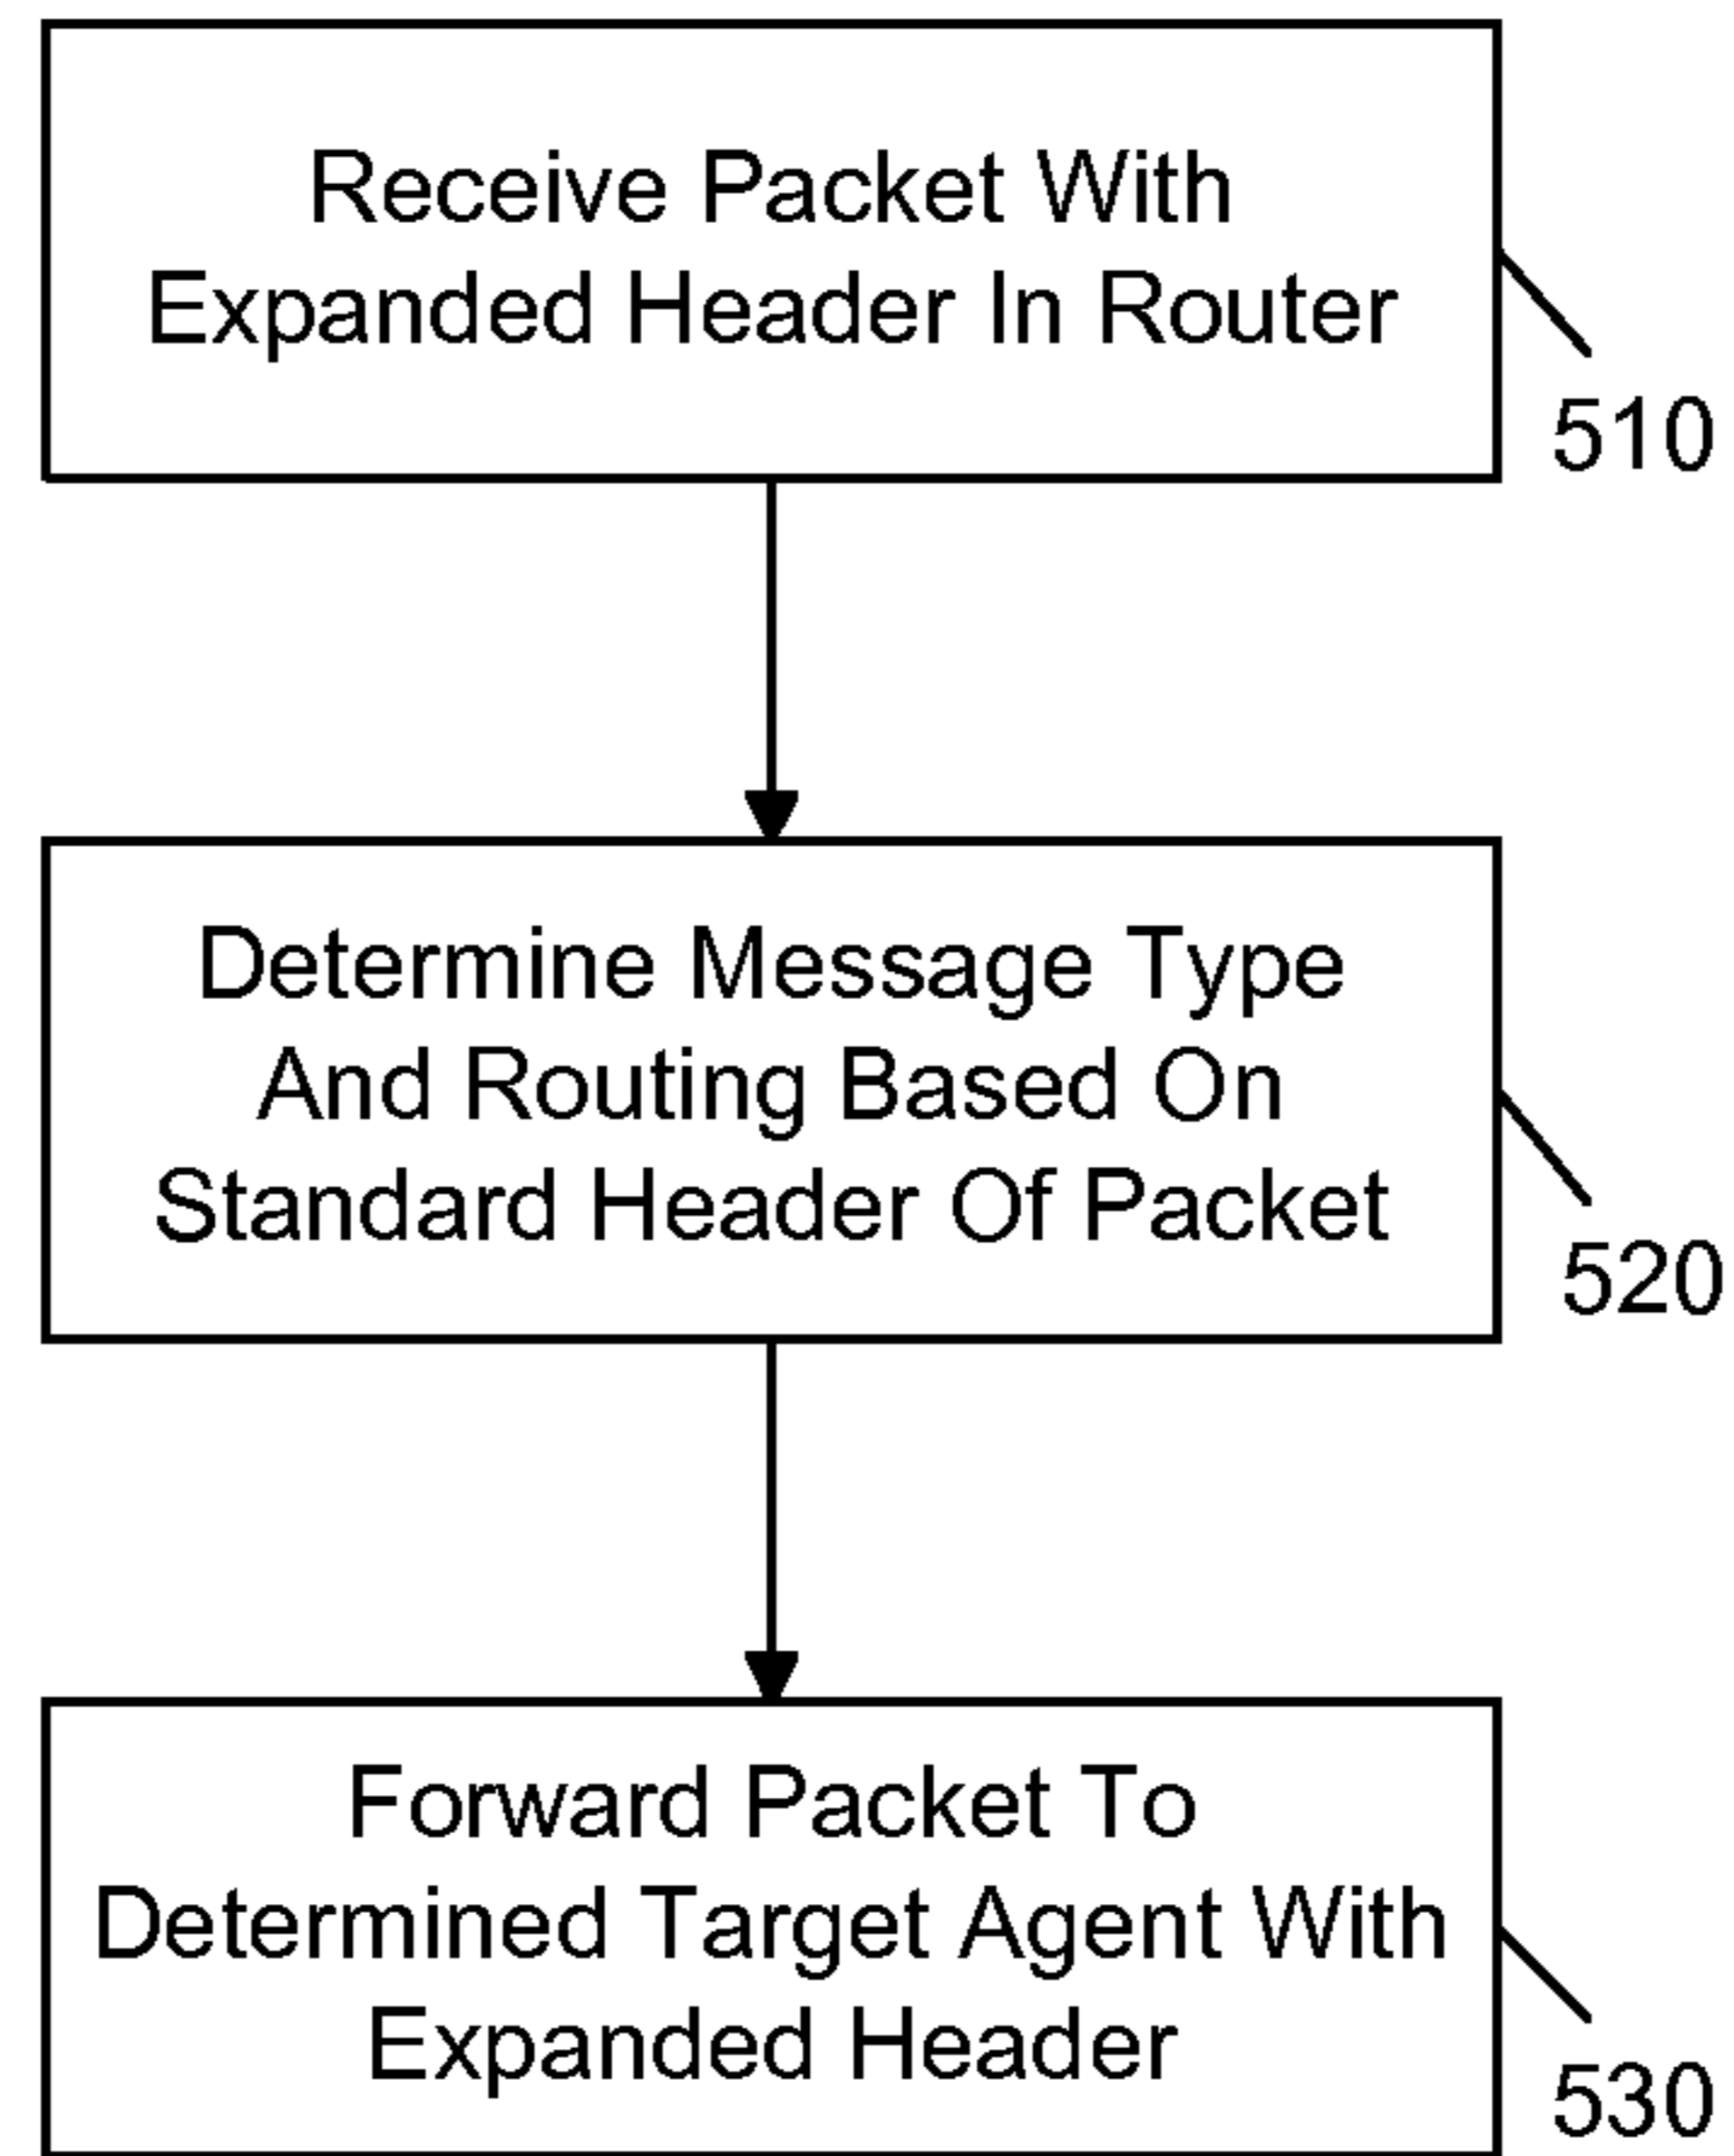 Receive Packet With
Expanded Header In Router
510
Determine Message Type
And Routing Based On
Standard Header Of Packet
520
Forward Packet To
Determined Target Agent With
Expanded Header
530